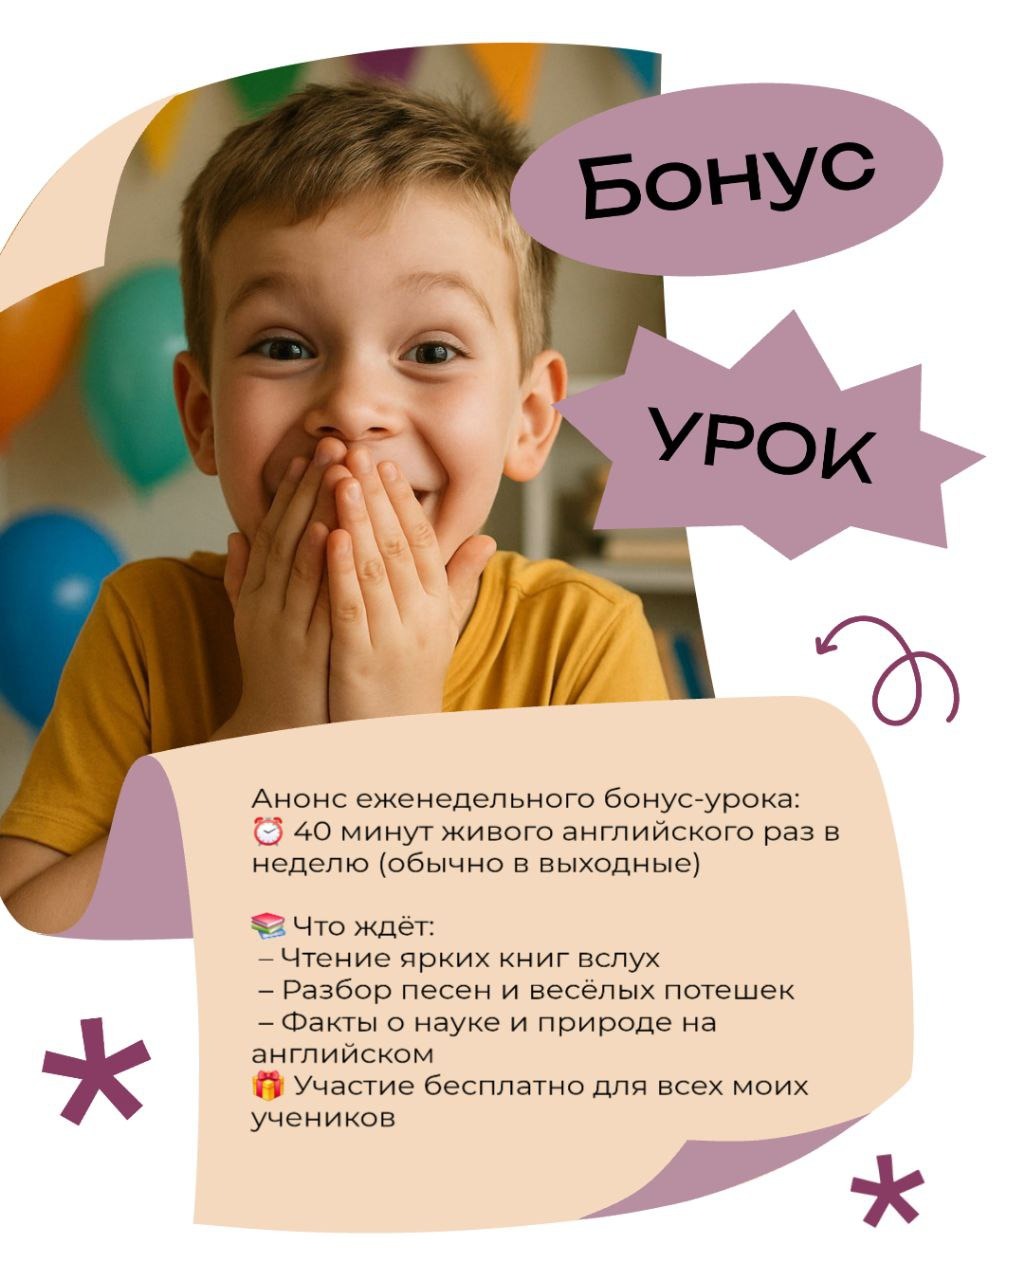 Бонус
УРОК
Анонс еженедельного бонус-урока:
⏰ 40 минут живого английского раз в
неделю (обычно в выходные)
📚 Что ждёт:
– Чтение ярких книг вслух
– Разбор песен и весёлых потешек
– Факты о науке и природе на
английском
🎁 Участие бесплатно для всех моих
учеников